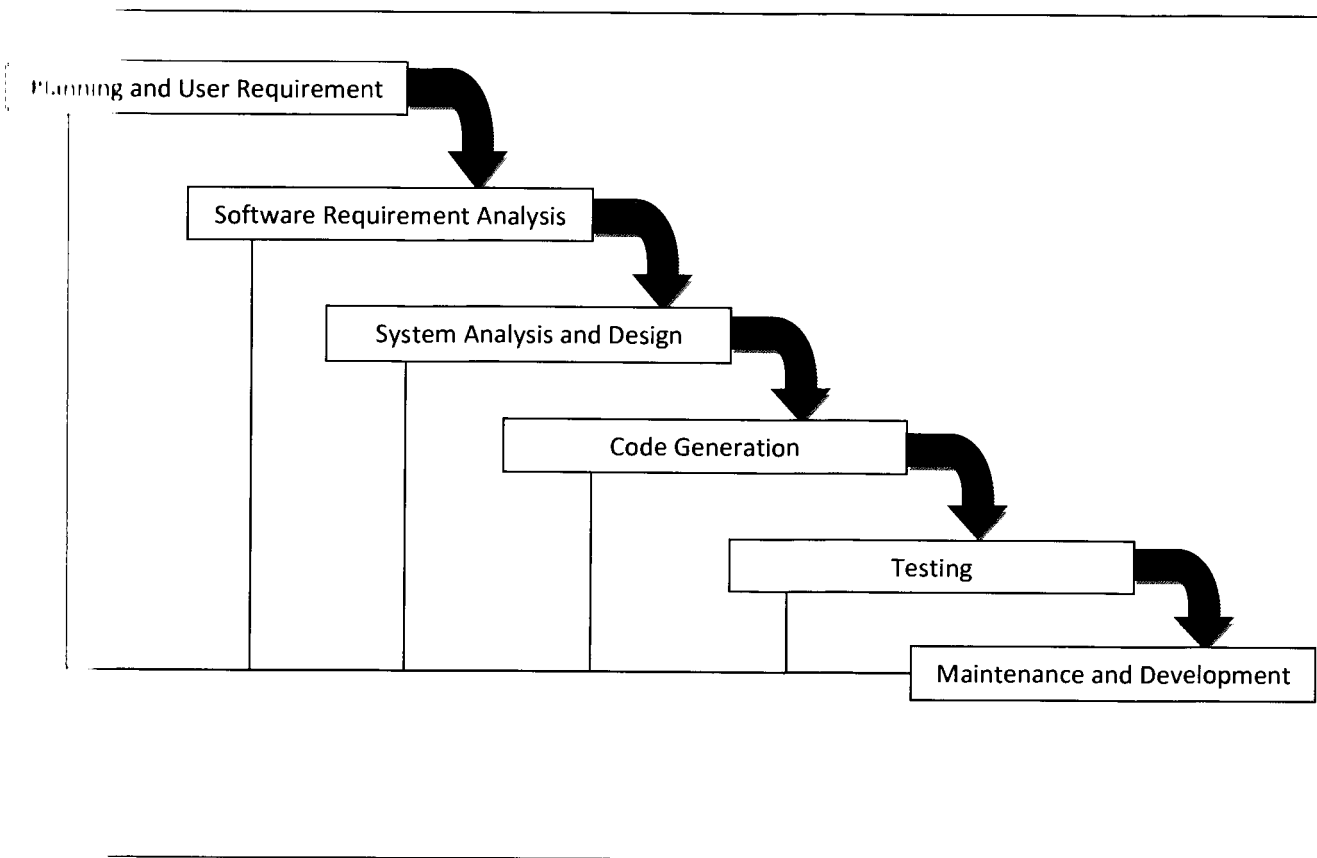 Planning and User Requirement
Software Requirement Analysis
System Analysis and Design
Code Generation
Testing
Maintenance and Development